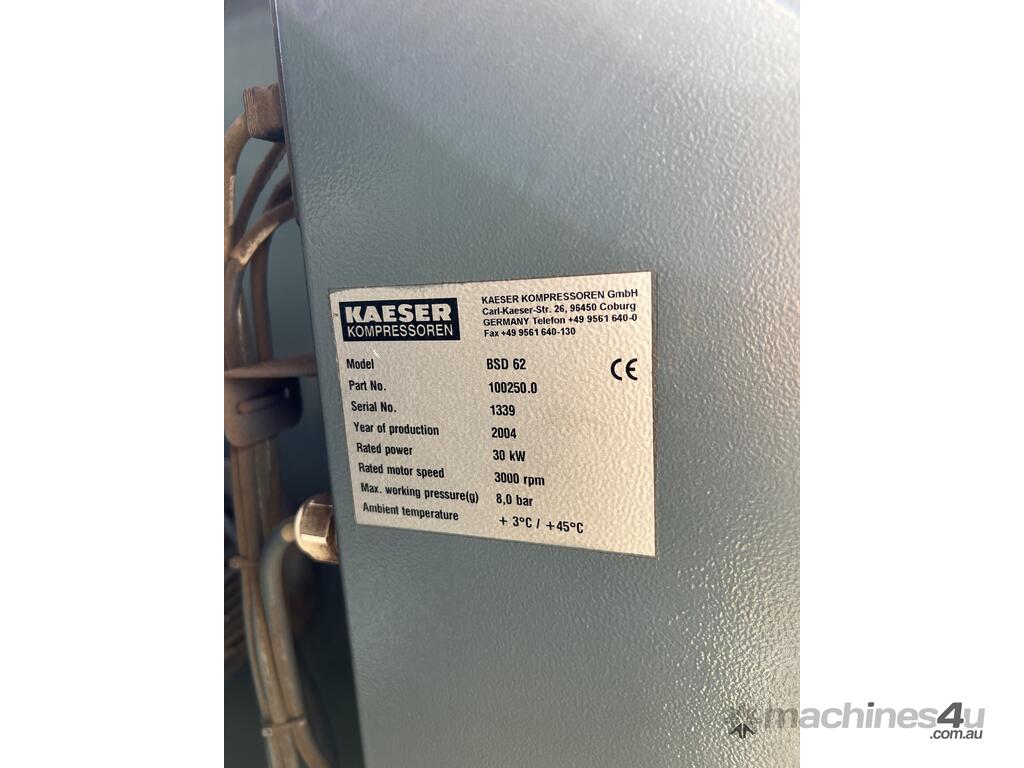 KAESER
KOMPRESSOREN
KAESER KOMPRESSOREN GmbH
Carl-Kaeser-Str. 26, 96450 Coburg
GERMANY Telefon +49 9561 640-0
Fax +49 9561 640-130
CE
Model BSD 62
Part No. 100250.0
Serial No. 1339
Year of production 2004
Rated power 30 kW
Rated motor speed 3000 rpm
Max. working pressure(g) 8,0 bar
Ambient temperature + 3°C / +45°C
machines4u
.com.au